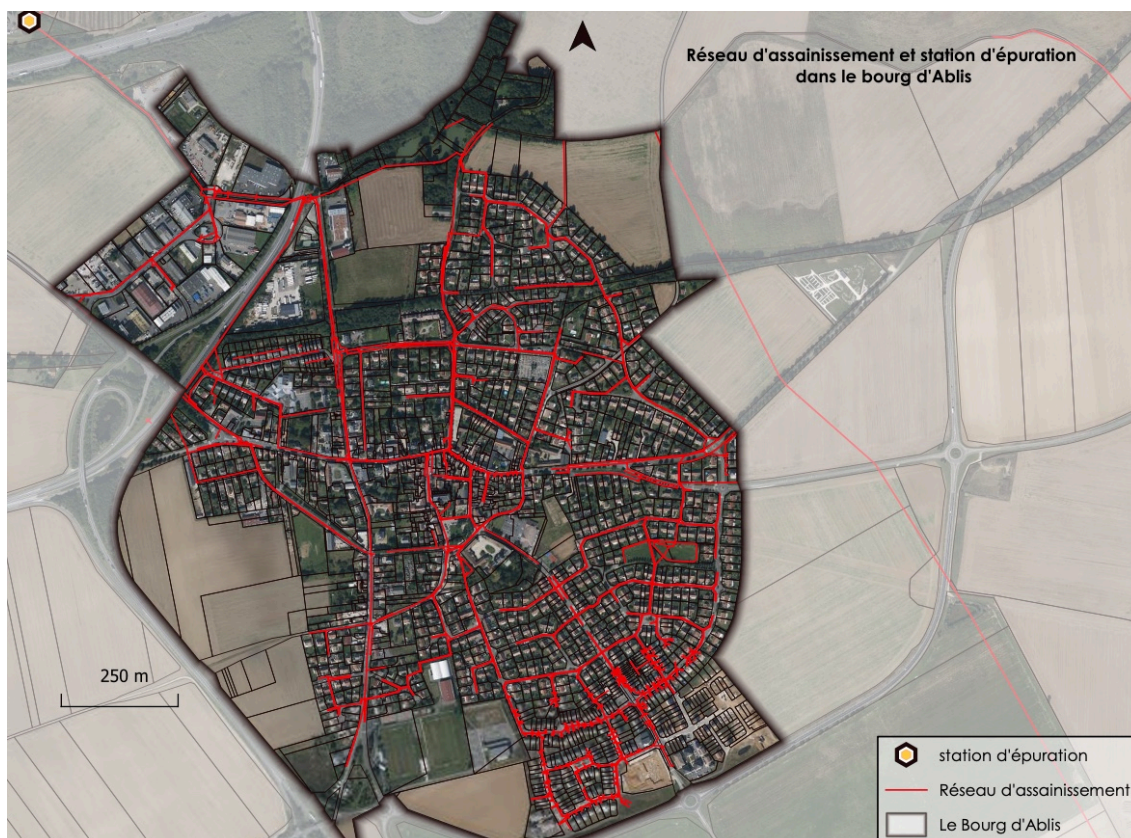 Réseau d'assainissement et station d'épuration
dans le bourg d'Ablis
250 m
station d'épuration
Réseau d'assainissement
Le Bourg d'Ablis